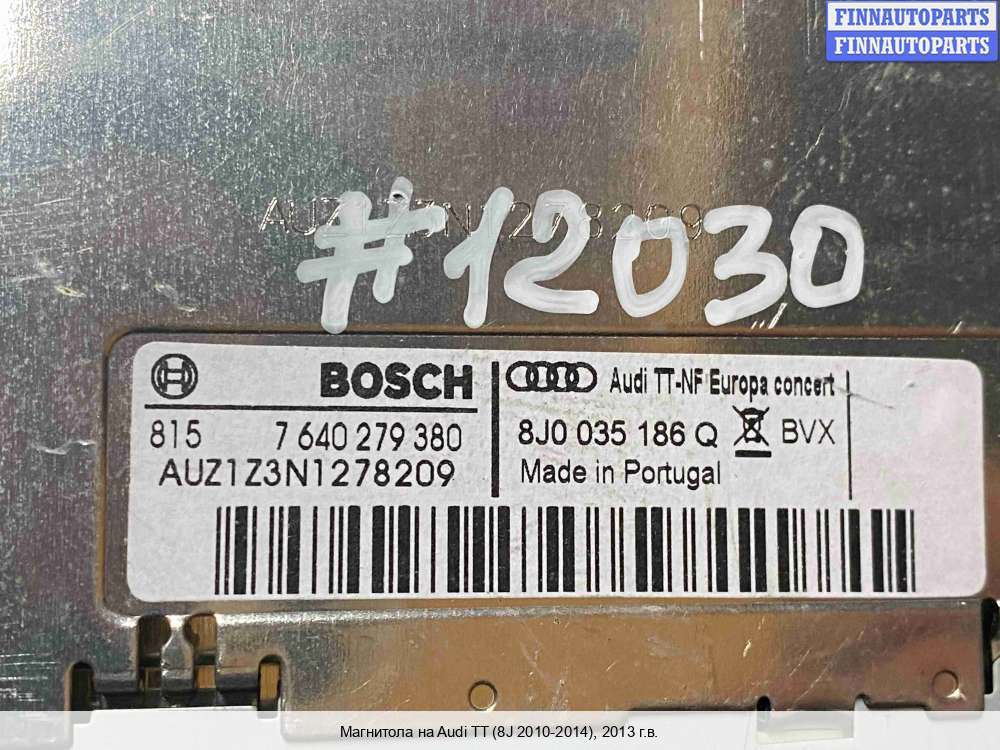 FINNAUTOPARTS
FINNAUTOPARTS
AUZ1Z3N1278209
#12030
BOSCH
Audi TT-NF Europa concert
815 7 640 279 380
8J0 035 186 Q BVX
AUZ1Z3N1278209
Made in Portugal
Магнитола на Audi TT (8J 2010-2014), 2013 г.в.